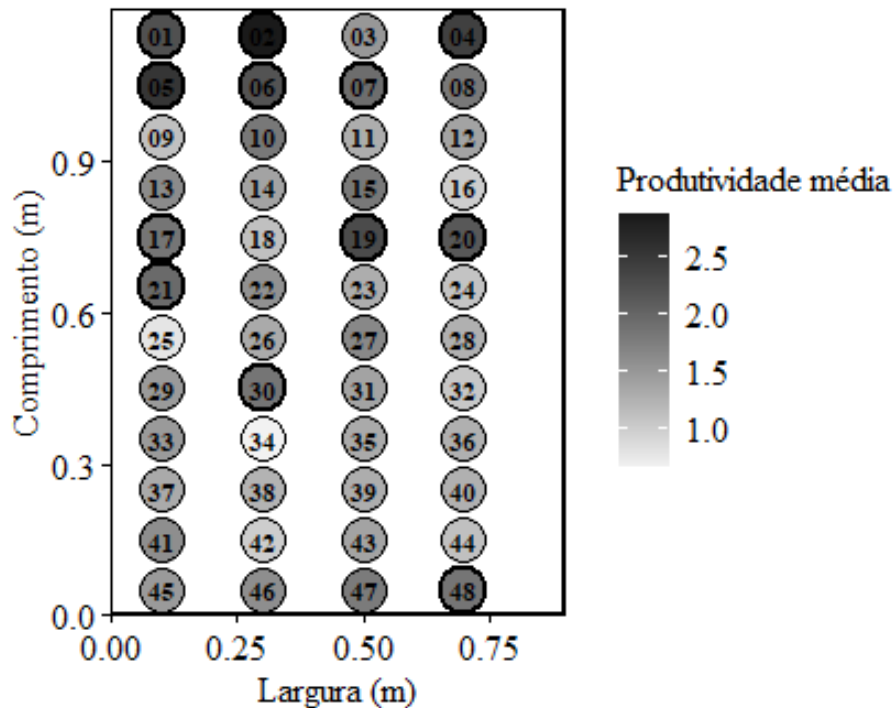 01 02 03 04
05 06 07 08
09 10 11 12
0.9
13 14 15 16
Produtividade média
17 18 19 20
2.5
21 22 23 24
0.6
2.0
25 26 27 28
1.5
29 30 31 32
1.0
33 34 35 36
0.3
37 38 39 40
41 42 43 44
45 46 47 48
0.0
0.00 0.25 0.50 0.75
Largura (m)
Comprimento (m)